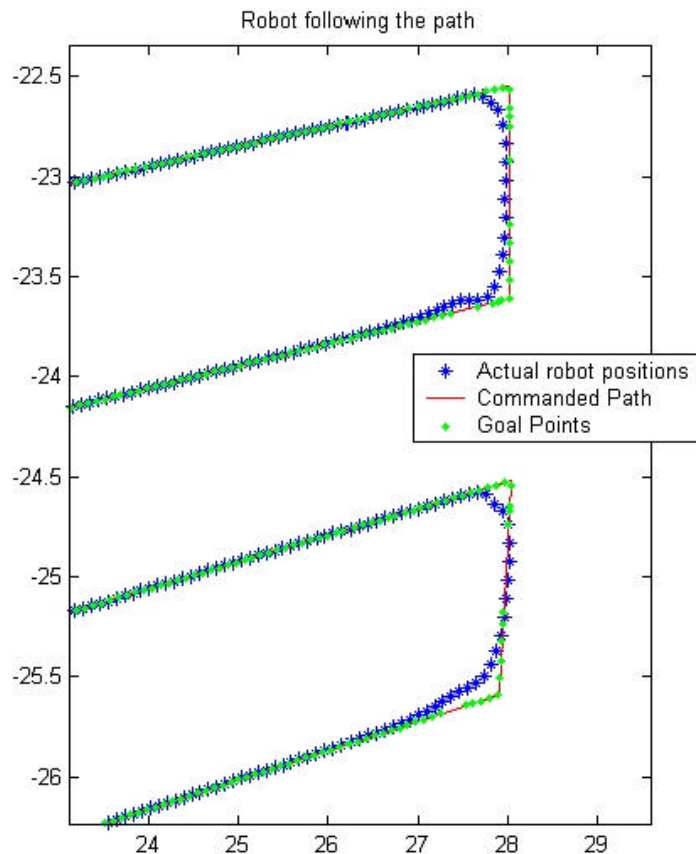 Robot following the path
-22.5
-23
-23.5
-24
Actual robot positions
Commanded Path
Goal Points
-24.5
-25
-25.5
-26
24 25 26 27 28 29